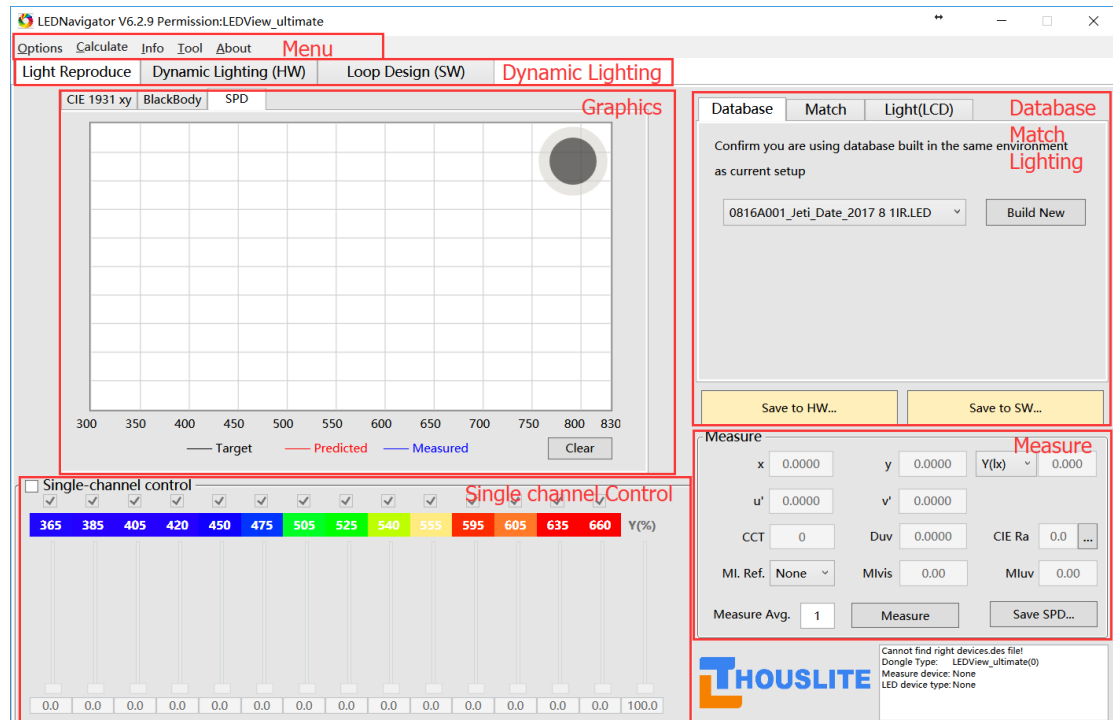 LEDNavigator V6.2.9 Permission:LEDView_ultimate
Options Calculate Info Tool About Menu
Light Reproduce Dynamic Lighting (HW) Loop Design (SW) Dynamic Lighting
CIE 1931 xy BlackBody SPD Graphics
300 350 400 450 500 550 600 650 700 750 800 830
Target Predicted Measured Clear
Database Match Light(LCD) Database
Match
Lighting
Confirm you are using database built in the same environment
as current setup
0816A001_Jeti_Date_2017 8 1IR.LED Build New
Save to HW... Save to SW...
Single-channel control Single channel Control
365 385 405 420 450 475 505 525 540 555 595 605 635 660 Y(%)
0.0 0.0 0.0 0.0 0.0 0.0 0.0 0.0 0.0 0.0 0.0 0.0 0.0 0.0 100.0
Measure Measure
x 0.0000 y 0.0000 Y(lx) 0.000
u' 0.0000 v' 0.0000
CCT 0 Duv 0.0000 CIE Ra 0.0 ...
MI. Ref. None MIvis 0.00 MIuv 0.00
Measure Avg. 1 Measure Save SPD...
THOUSLITE
Cannot find right devices.des file!
Dongle Type: LEDView_ultimate(0)
Measure device: None
LED device type: None